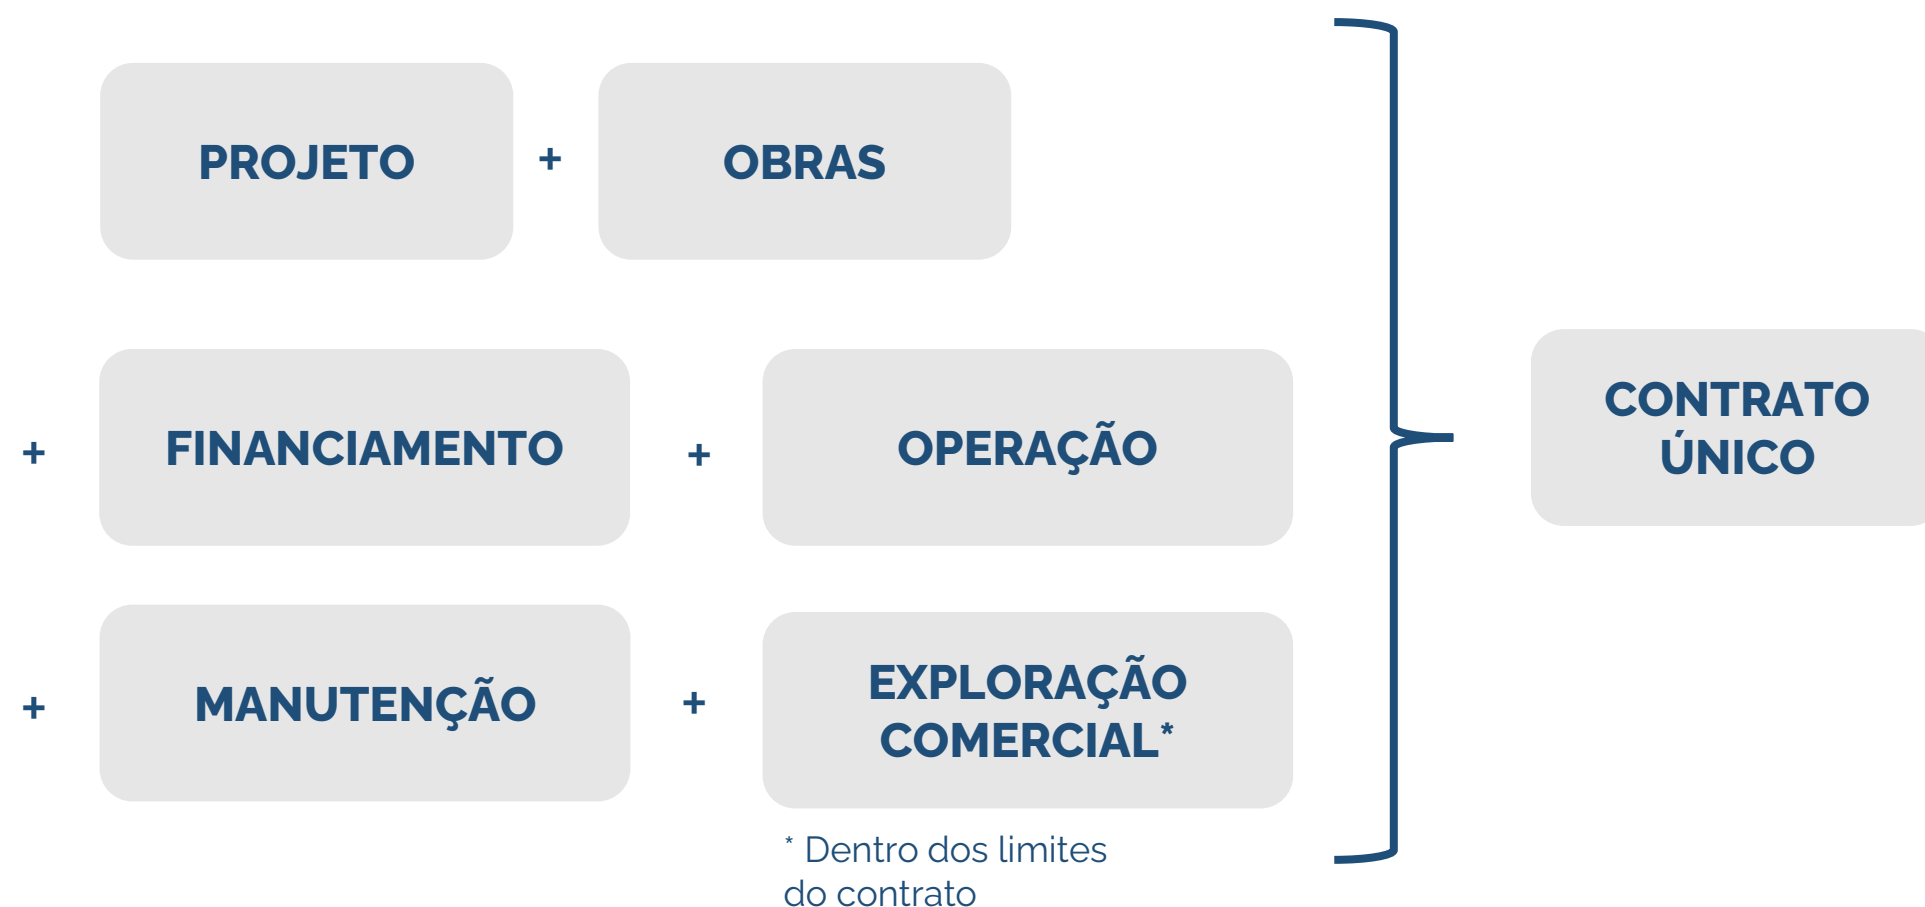 PROJETO + OBRAS
+ FINANCIAMENTO + OPERAÇÃO
+ MANUTENÇÃO + EXPLORAÇÃO
COMERCIAL*
* Dentro dos limites
do contrato
CONTRATO
ÚNICO